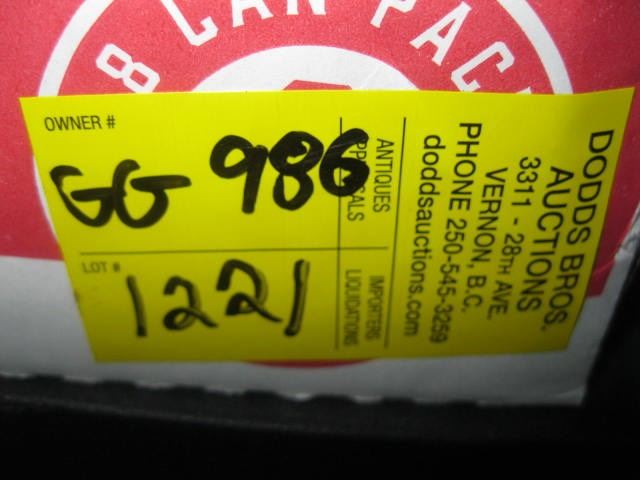 8 CAN PACK
OWNER #
GG 986
LOT #
1221
ANTIQUES
APPRAISALS
IMPORTERS
LIQUIDATIONS
DODDS BROS.
AUCTIONS
3311 - 28TH AVE.
VERNON, B.C.
PHONE 250-545-3259
doddsauctions.com